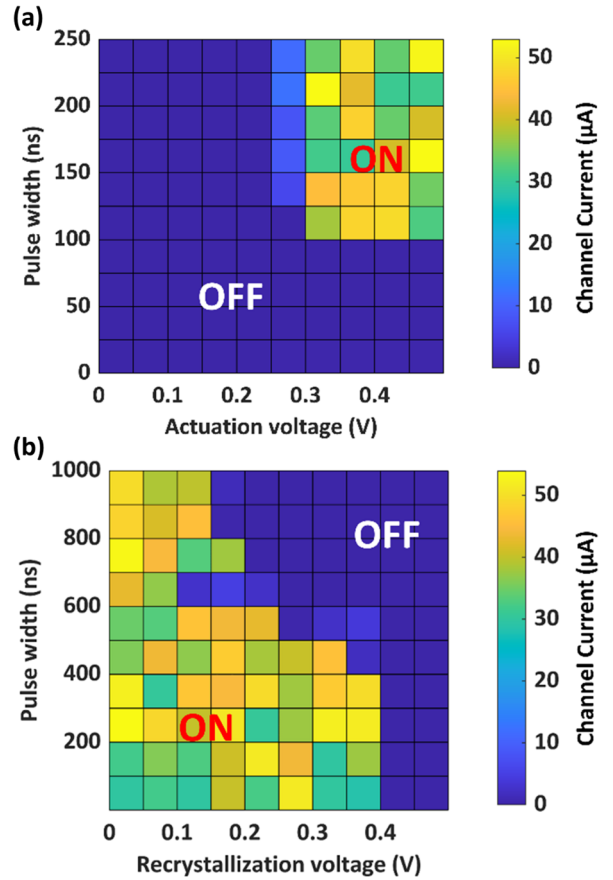 (a)
250
200
150
100
50
0
Pulse width (ns)
ON
OFF
0 0.1 0.2 0.3 0.4
Actuation voltage (V)
50
40
30
20
10
0
Channel Current (µA)
(b)
1000
800
600
400
200
Pulse width (ns)
OFF
ON
0 0.1 0.2 0.3 0.4
Recrystallization voltage (V)
50
40
30
20
10
0
Channel Current (µA)